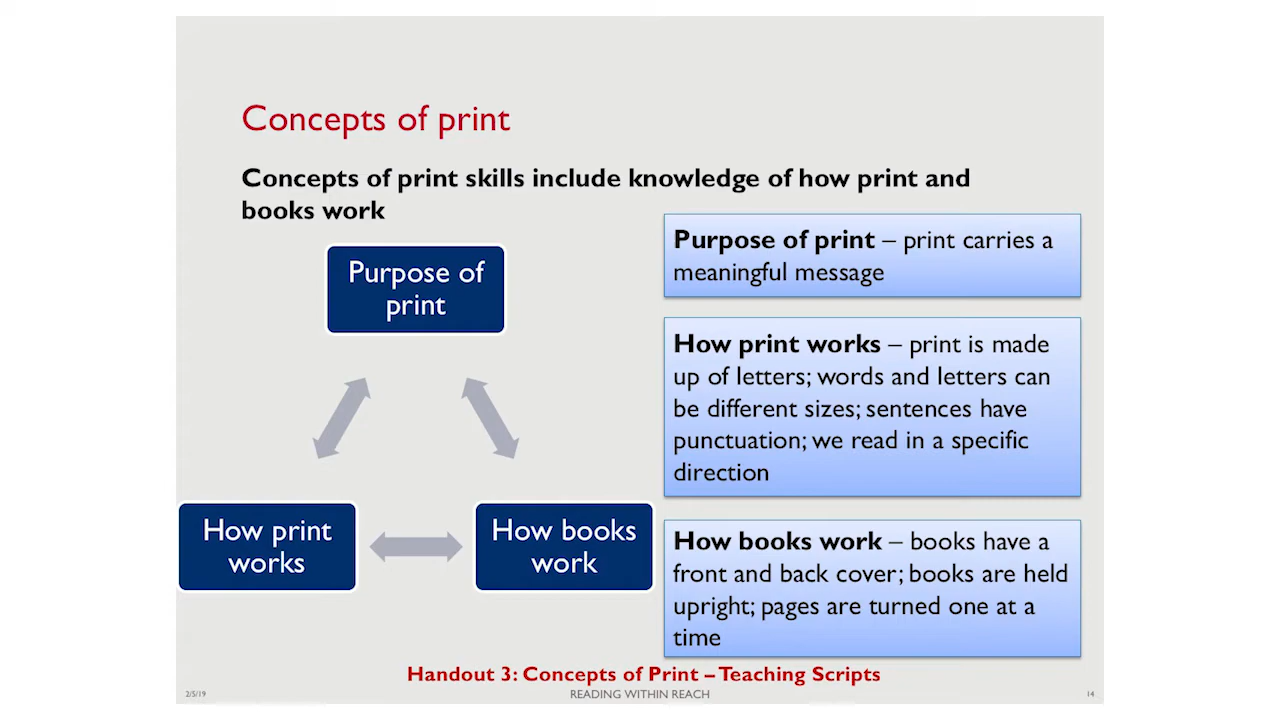 Concepts of print
Concepts of print skills include knowledge of how print and
books work
Purpose of
print
How print
works
How books
work
Purpose of print – print carries a
meaningful message
How print works – print is made
up of letters; words and letters can
be different sizes; sentences have
punctuation; we read in a specific
direction
How books work – books have a
front and back cover; books are held
upright; pages are turned one at a
time
Handout 3: Concepts of Print – Teaching Scripts
2/5/19
READING WITHIN REACH
14